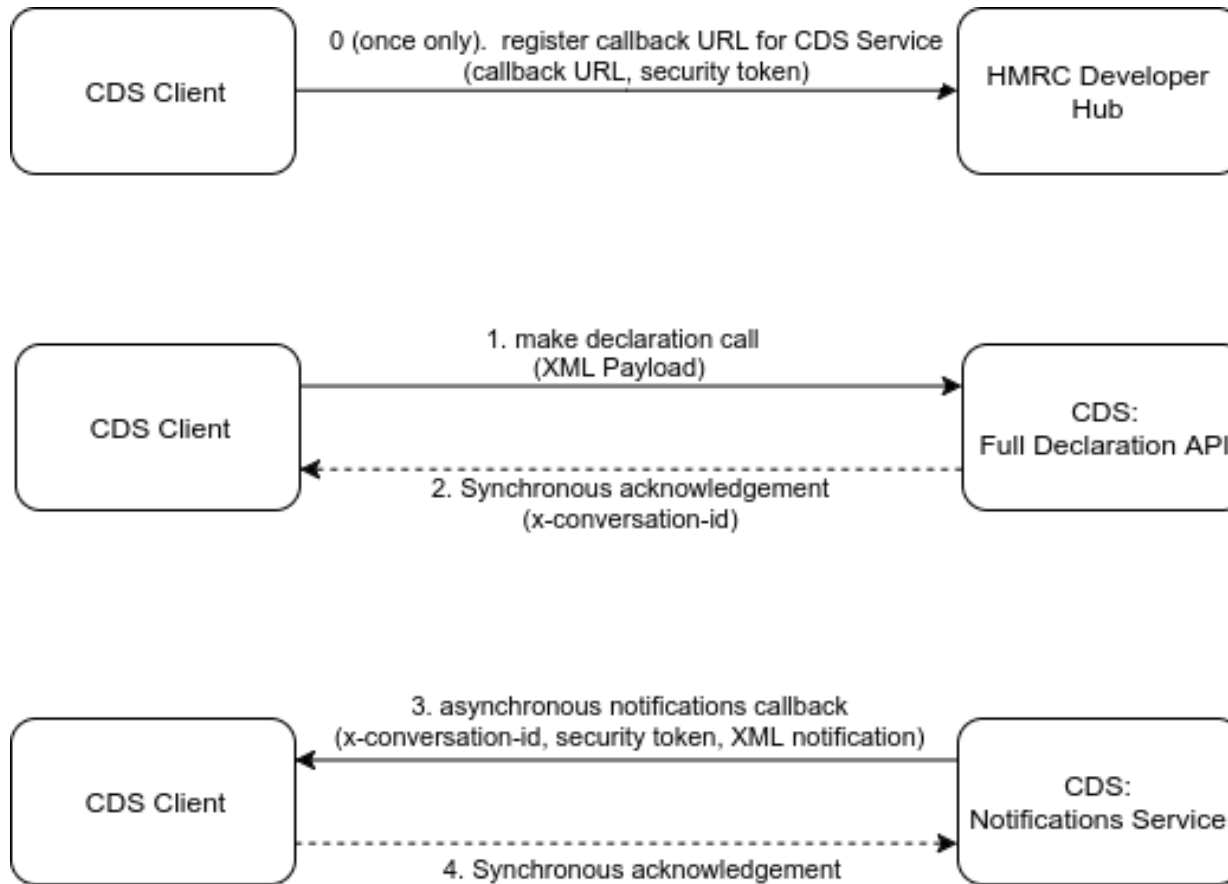 0 (once only).  register callback URL for CDS Service
(callback URL, security token)
CDS Client
HMRC Developer
Hub
1. make declaration call
(XML Payload)
CDS Client
CDS:
Full Declaration API
2. Synchronous acknowledgement
(x-conversation-id)
3. asynchronous notifications callback
(x-conversation-id, security token, XML notification)
CDS Client
CDS:
Notifications Service
4. Synchronous acknowledgement